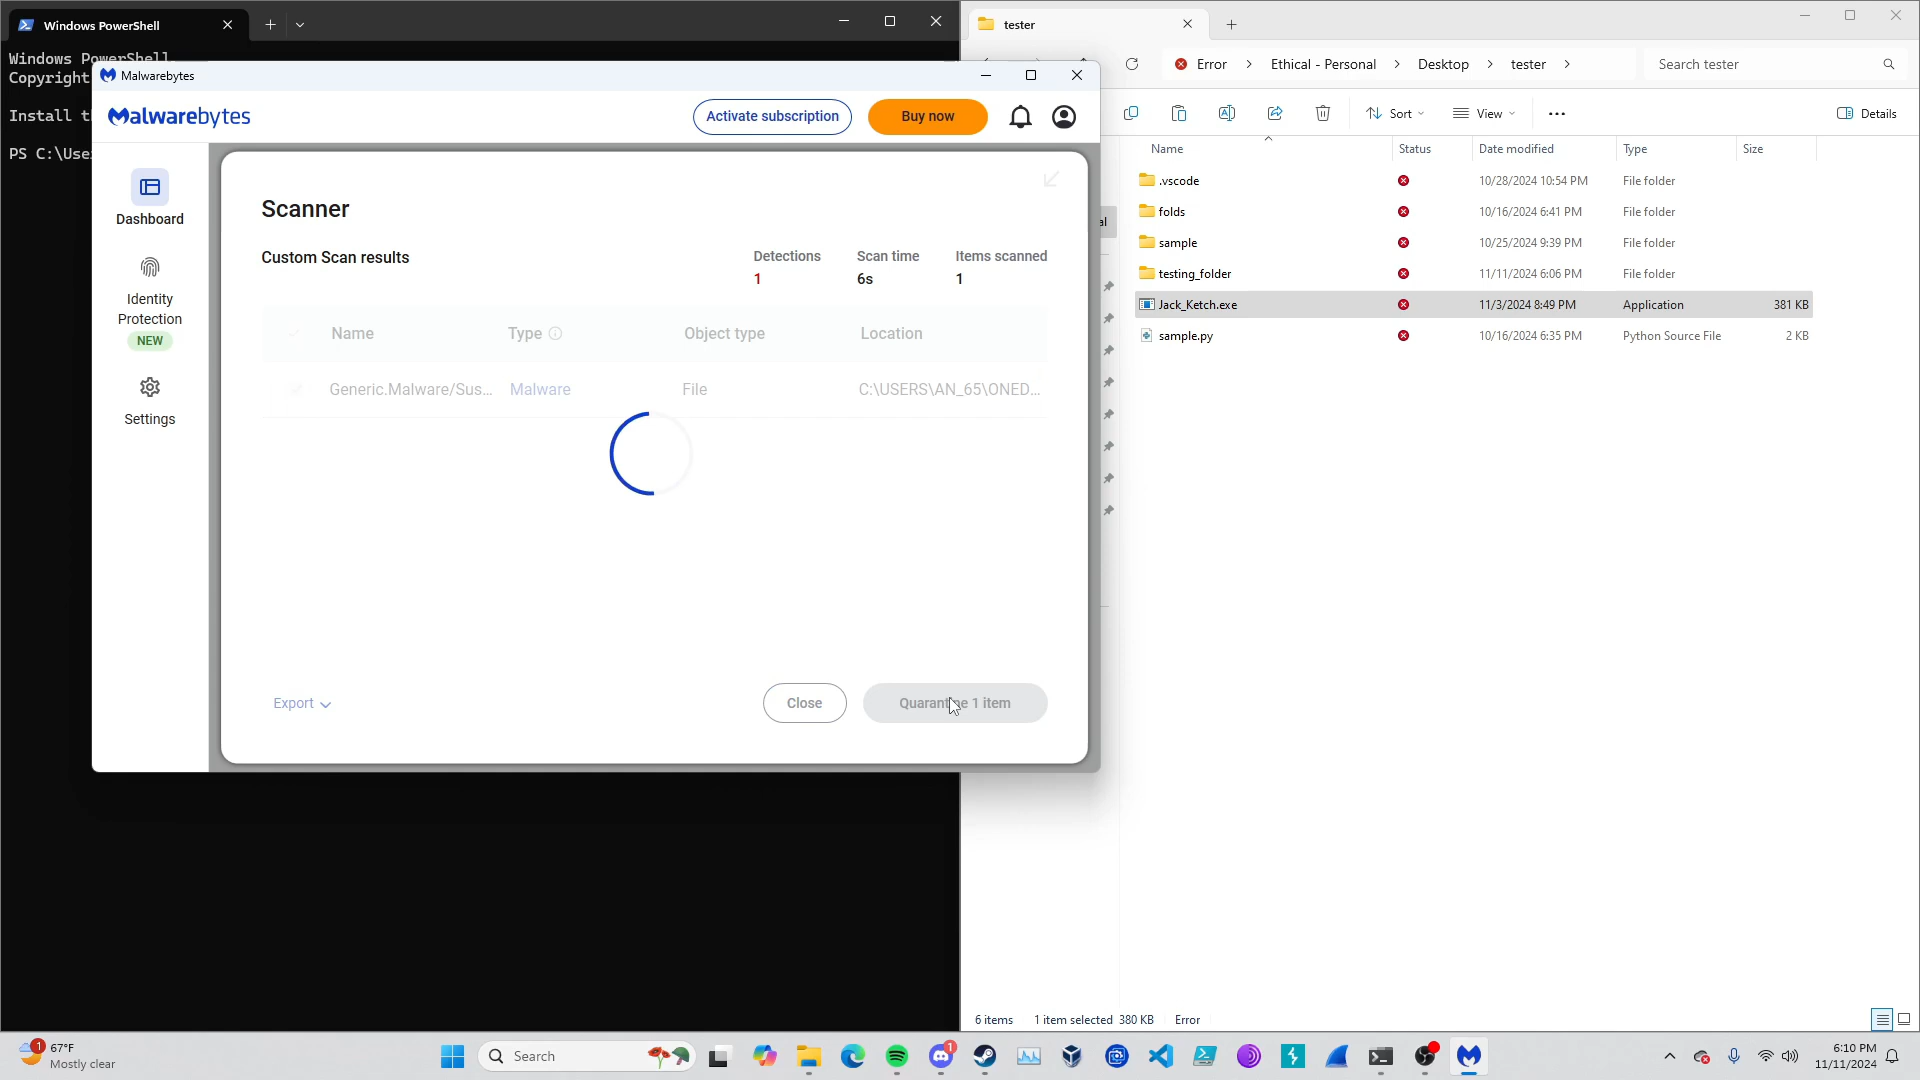 Windows PowerShell
Windows PowerShell
Copyright
Install t
PS C:\Use
Malwarebytes
Malwarebytes
Activate subscription
Buy now
Dashboard
Identity
Protection
NEW
Settings
Scanner
Custom Scan results
Detections
Scan time
Items scanned
1
6s
1
Name
Type
Object type
Location
Generic.Malware/Sus...
Malware
File
C:\USERS\AN_65\ONED...
Export
Close
Quarantine 1 item
tester
Error > Ethical - Personal > Desktop > tester >
Search tester
Sort
View
Details
Name
Status
Date modified
Type
Size
.vscode
10/28/2024 10:54 PM
File folder
folds
10/16/2024 6:41 PM
File folder
sample
10/25/2024 9:39 PM
File folder
testing_folder
11/11/2024 6:06 PM
File folder
Jack_Ketch.exe
11/3/2024 8:49 PM
Application
381 KB
sample.py
10/16/2024 6:35 PM
Python Source File
2 KB
al
6 items
1 item selected 380 KB
Error
1
67°F
Mostly clear
Search
1
6:10 PM
11/11/2024